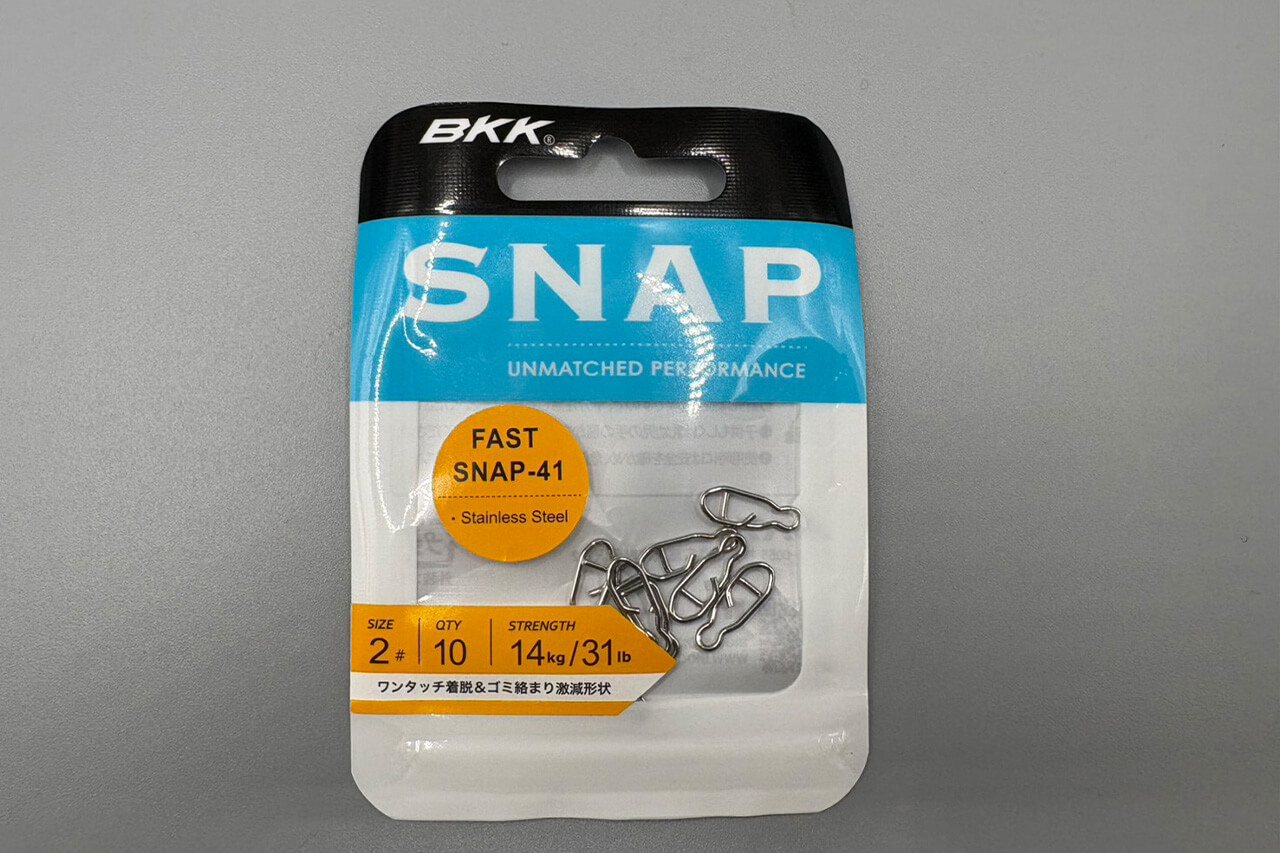 BKK®
SNAP
UNMATCHED PERFORMANCE
FAST
SNAP-41
・Stainless Steel
SIZE QTY STRENGTH
2# 10 14kg/31lb
ワンタッチ着脱＆ゴミ絡まり激減形状